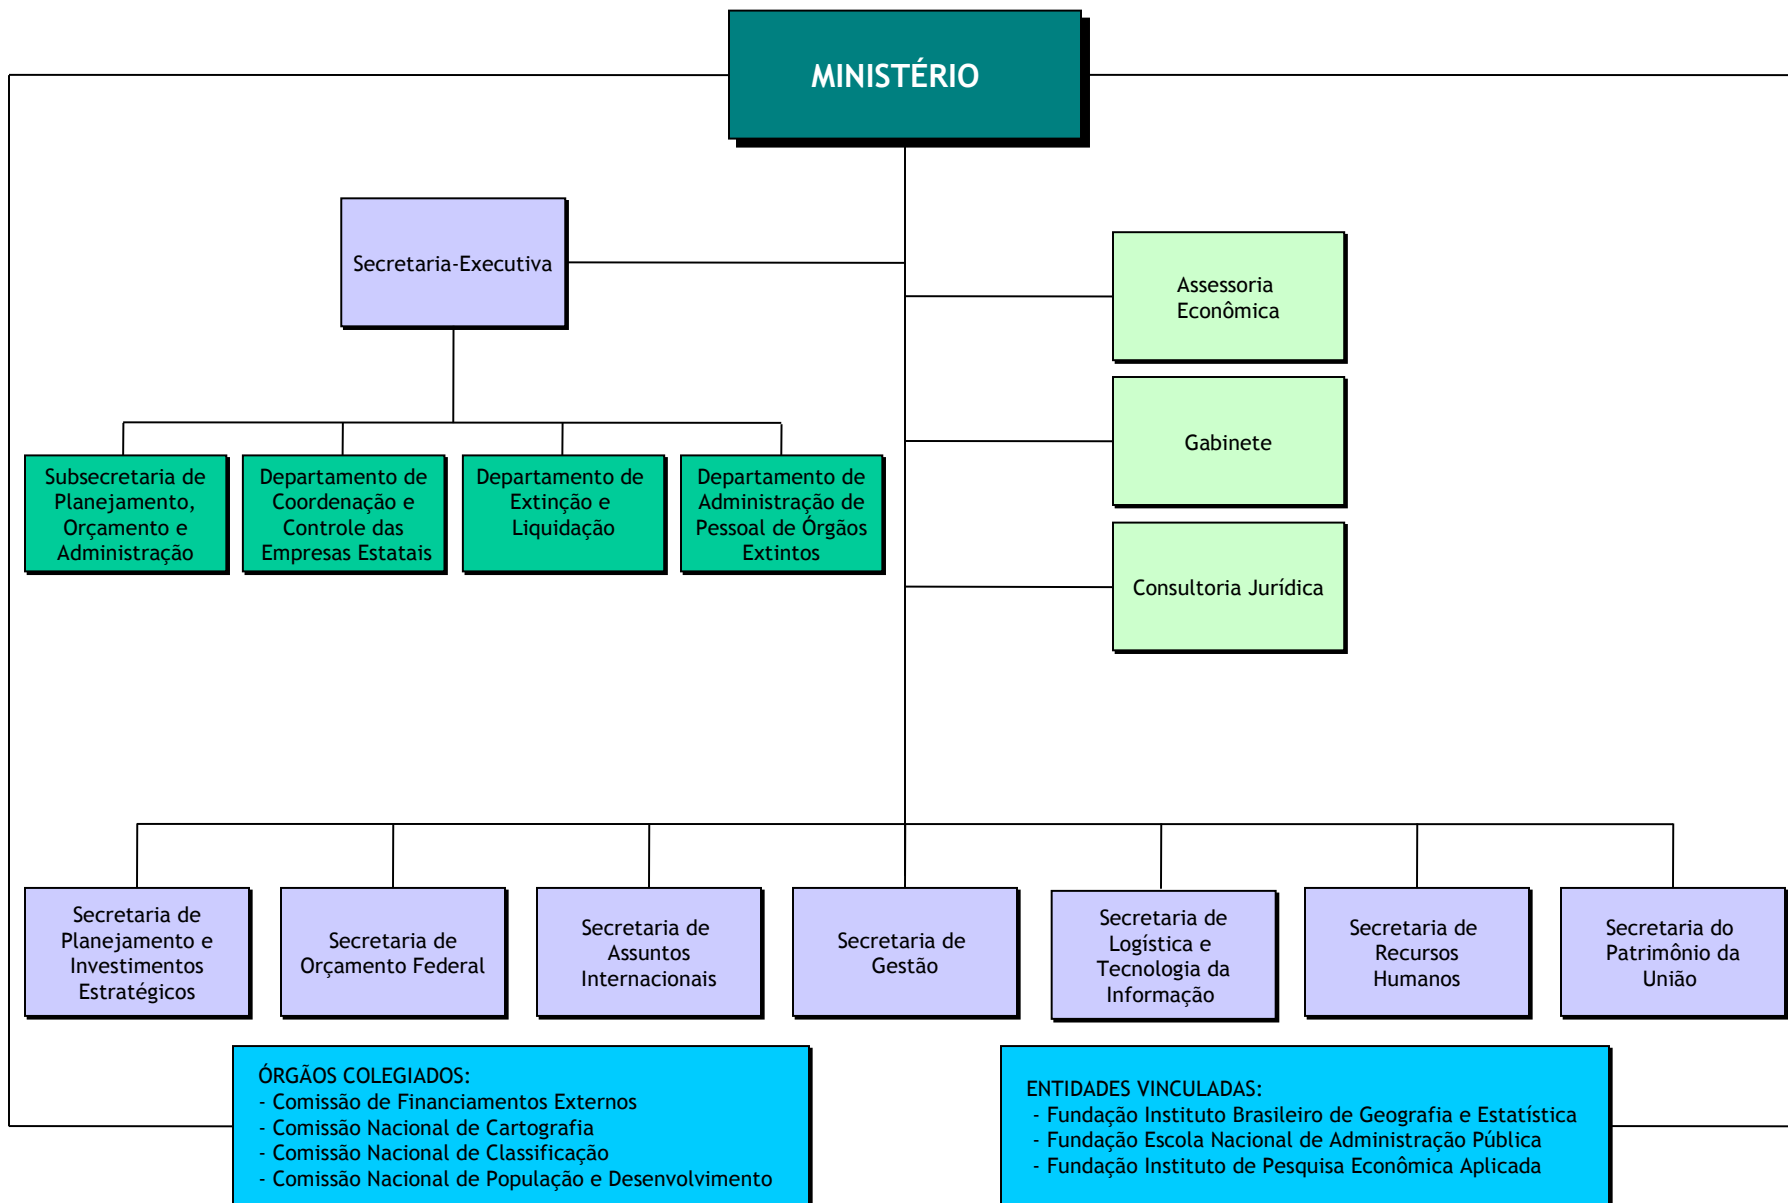 MINISTÉRIO
Secretaria-Executiva
Assessoria
Econômica
Gabinete
Consultoria Jurídica
Subsecretaria de
Planejamento,
Orçamento e
Administração
Departamento de
Coordenação e
Controle das
Empresas Estatais
Departamento de
Extinção e
Liquidação
Departamento de
Administração de
Pessoal de Órgãos
Extintos
Secretaria de
Planejamento e
Investimentos
Estratégicos
Secretaria de
Orçamento Federal
Secretaria de
Assuntos
Internacionais
Secretaria de
Gestão
Secretaria de
Logística e
Tecnologia da
Informação
Secretaria de
Recursos
Humanos
Secretaria do
Patrimônio da
União
ÓRGÃOS COLEGIADOS:
- Comissão de Financiamentos Externos
- Comissão Nacional de Cartografia
- Comissão Nacional de Classificação
- Comissão Nacional de População e Desenvolvimento
ENTIDADES VINCULADAS:
- Fundação Instituto Brasileiro de Geografia e Estatística
- Fundação Escola Nacional de Administração Pública
- Fundação Instituto de Pesquisa Econômica Aplicada